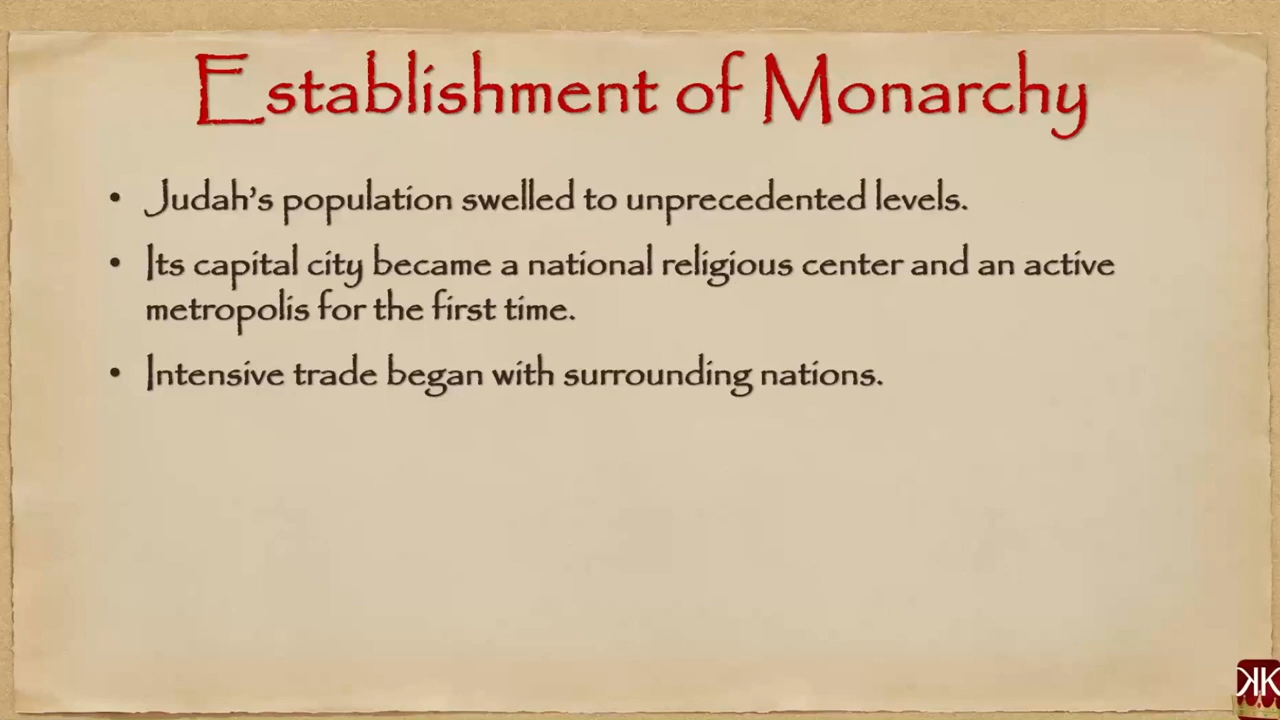 Establishment of Monarchy
• Judah's population swelled to unprecedented levels.
• Its capital city became a national religious center and an active
metropolis for the first time.
• Intensive trade began with surrounding nations.
KK